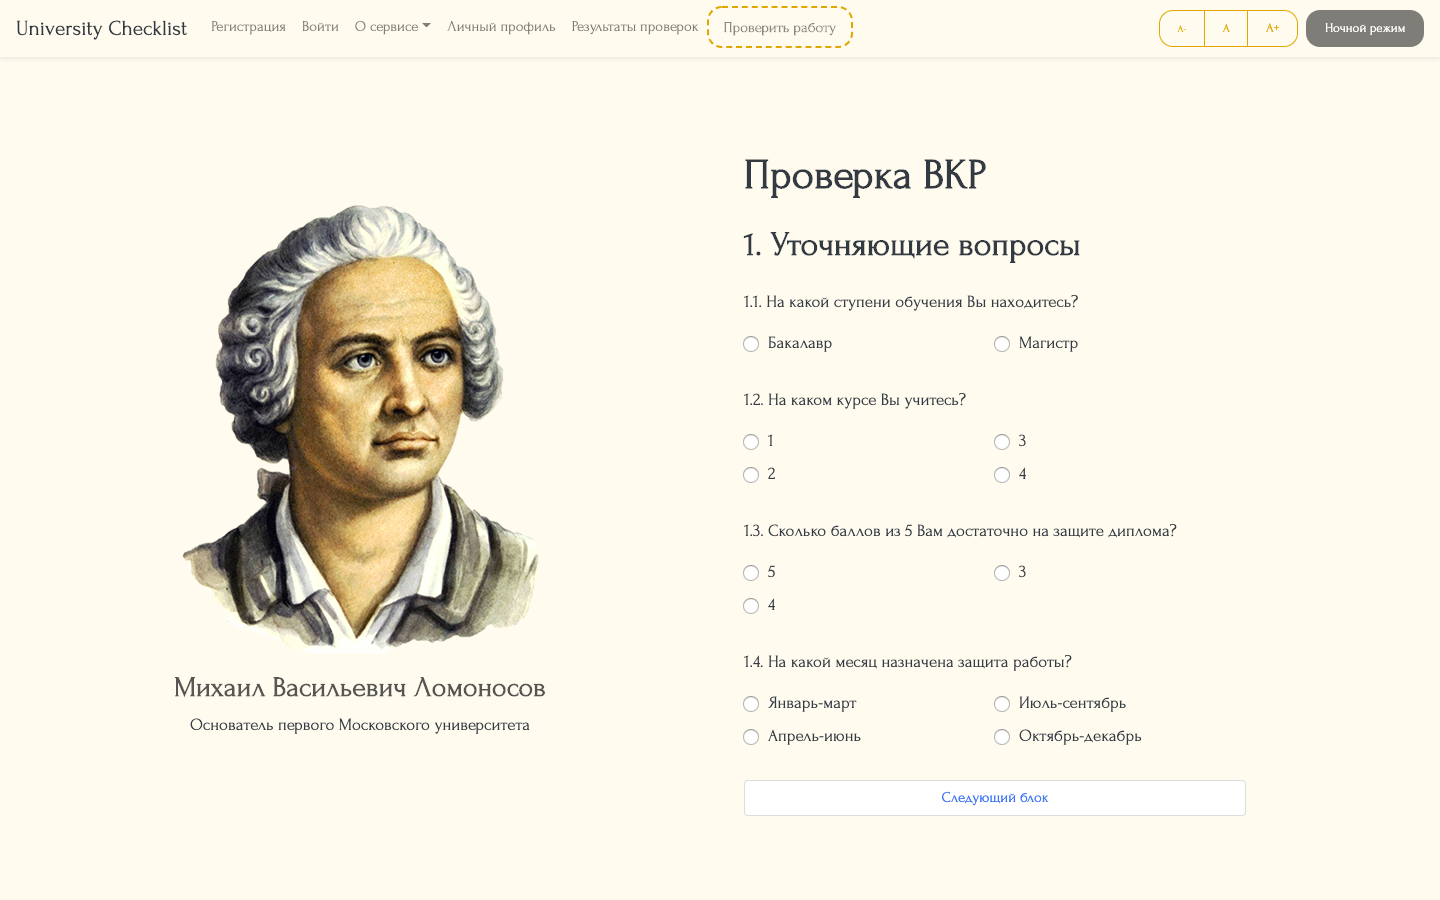 University Checklist Регистрация Войти О сервисе Личный профиль Результаты проверок Проверить работу А- А А+ Ночной режим
Проверка ВКР
1. Уточняющие вопросы
1.1. На какой ступени обучения Вы находитесь?
Бакалавр Магистр
1.2. На каком курсе Вы учитесь?
1 3
2 4
1.3. Сколько баллов из 5 Вам достаточно на защите диплома?
5 3
4
1.4. На какой месяц назначена защита работы?
Январь-март Июль-сентябрь
Апрель-июнь Октябрь-декабрь
Следующий блок
Михаил Васильевич Ломоносов
Основатель первого Московского университета